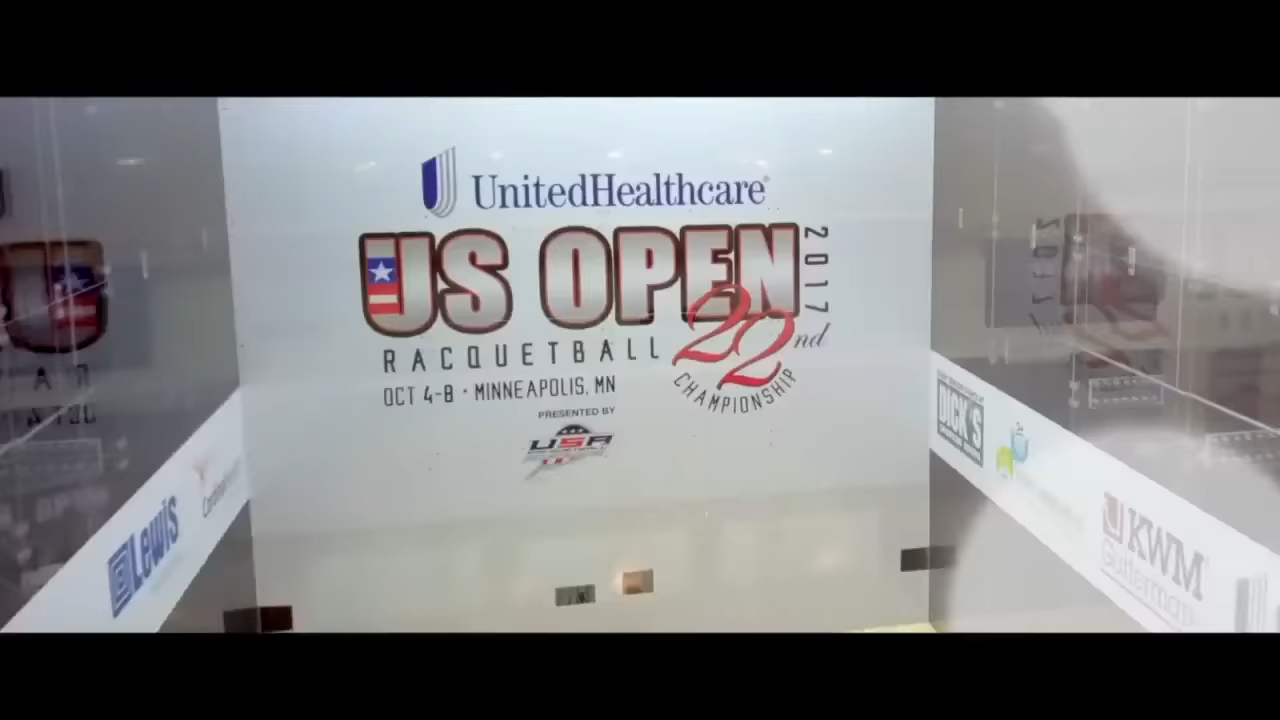 UnitedHealthcare
US OPEN
2017
22nd
RACQUETBALL
CHAMPIONSHIP
OCT 4-8 • MINNEAPOLIS, MN
PRESENTED BY
USA
Lewis
DICK'S
KWM
Gutterman